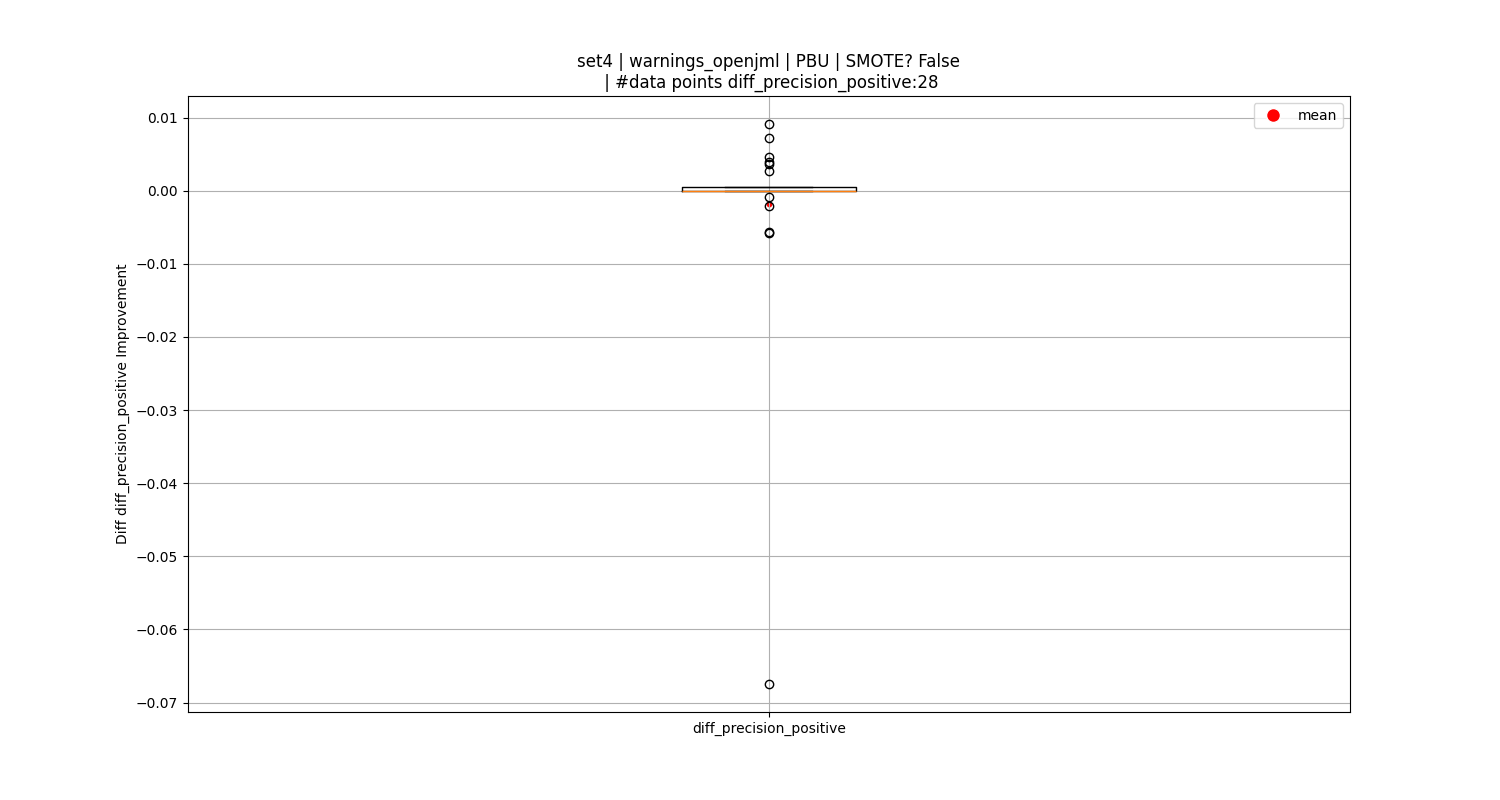 set4 | warnings_openjml | PBU | SMOTE? False
| #data points diff_precision_positive:28
mean
0.01
0.00
−0.01
−0.02
−0.03
−0.04
−0.05
−0.06
−0.07
Diff diff_precision_positive Improvement
diff_precision_positive